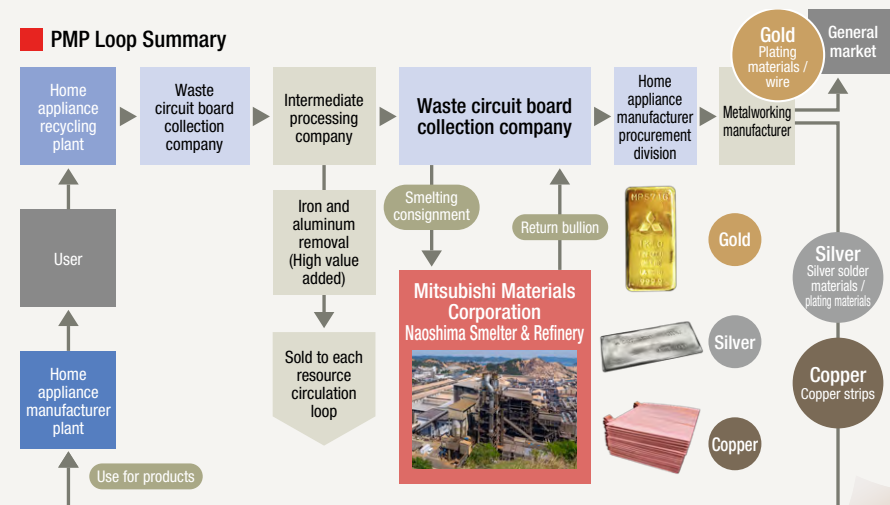 PMP Loop Summary
Gold
Plating
materials /
wire
General
market
Home
appliance
recycling
plant
Waste
circuit board
collection
company
Intermediate
processing
company
Waste circuit board
collection company
Home
appliance
manufacturer
procurement
division
Metalworking
manufacturer
User
Iron and
aluminum
removal
(High value
added)
Smelting
consignment
Return bullion
Gold
Silver
Silver solder
materials /
plating materials
Mitsubishi Materials
Corporation
Naoshima Smelter & Refinery
Silver
Home
appliance
manufacturer
plant
Sold to each
resource
circulation
loop
Copper
Copper strips
Copper
Use for products